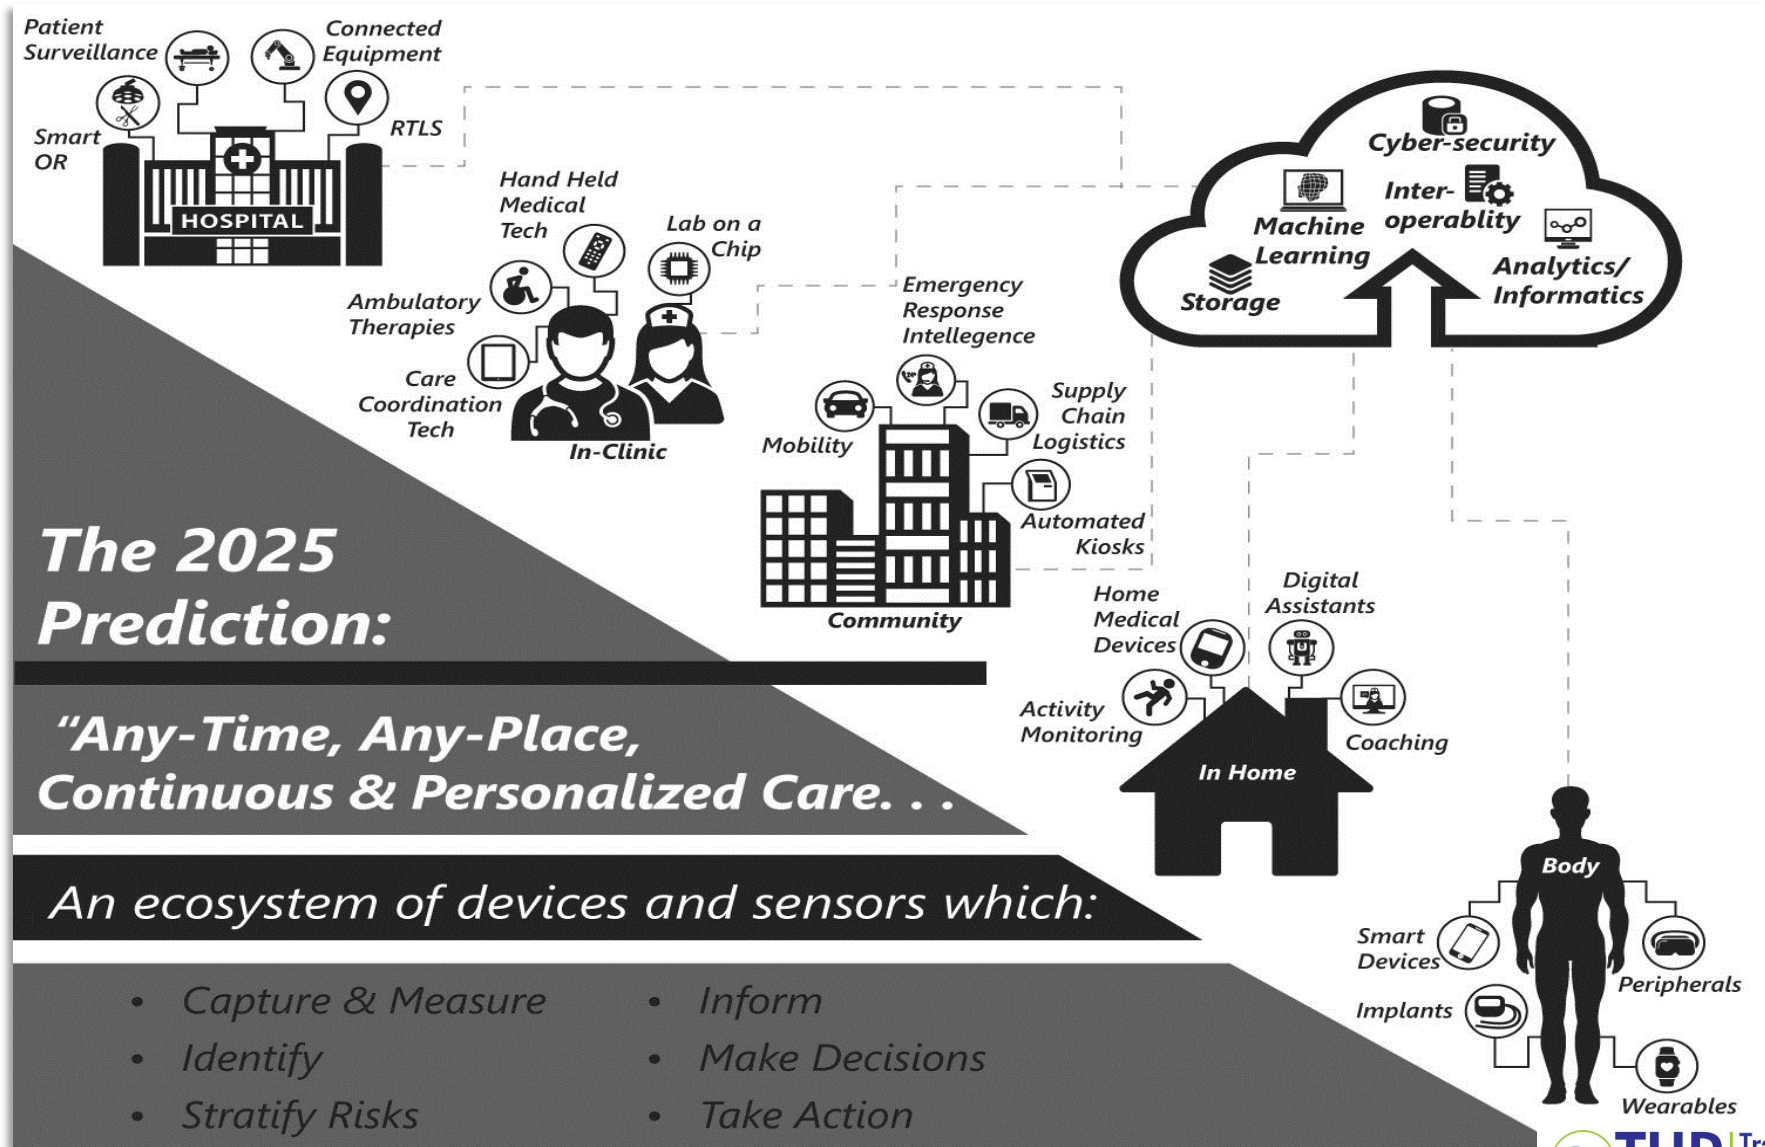 Patient
Surveillance
Connected
Equipment
Smart
OR
RTLS
HOSPITAL
Hand Held
Medical
Tech
Lab on a
Chip
Ambulatory
Therapies
Care
Coordination
Tech
In-Clinic
Emergency
Response
Intellegence
Mobility
Supply
Chain
Logistics
Automated
Kiosks
Community
Cyber-security
Machine
Learning
Inter-
operablity
Storage
Analytics/
Informatics
Home
Medical
Devices
Digital
Assistants
Activity
Monitoring
Coaching
In Home
Body
Smart
Devices
Peripherals
Implants
Wearables
The 2025
Prediction:
“Any-Time, Any-Place,
Continuous & Personalized Care. . .
An ecosystem of devices and sensors which:
• Capture & Measure
• Identify
• Stratify Risks
• Inform
• Make Decisions
• Take Action